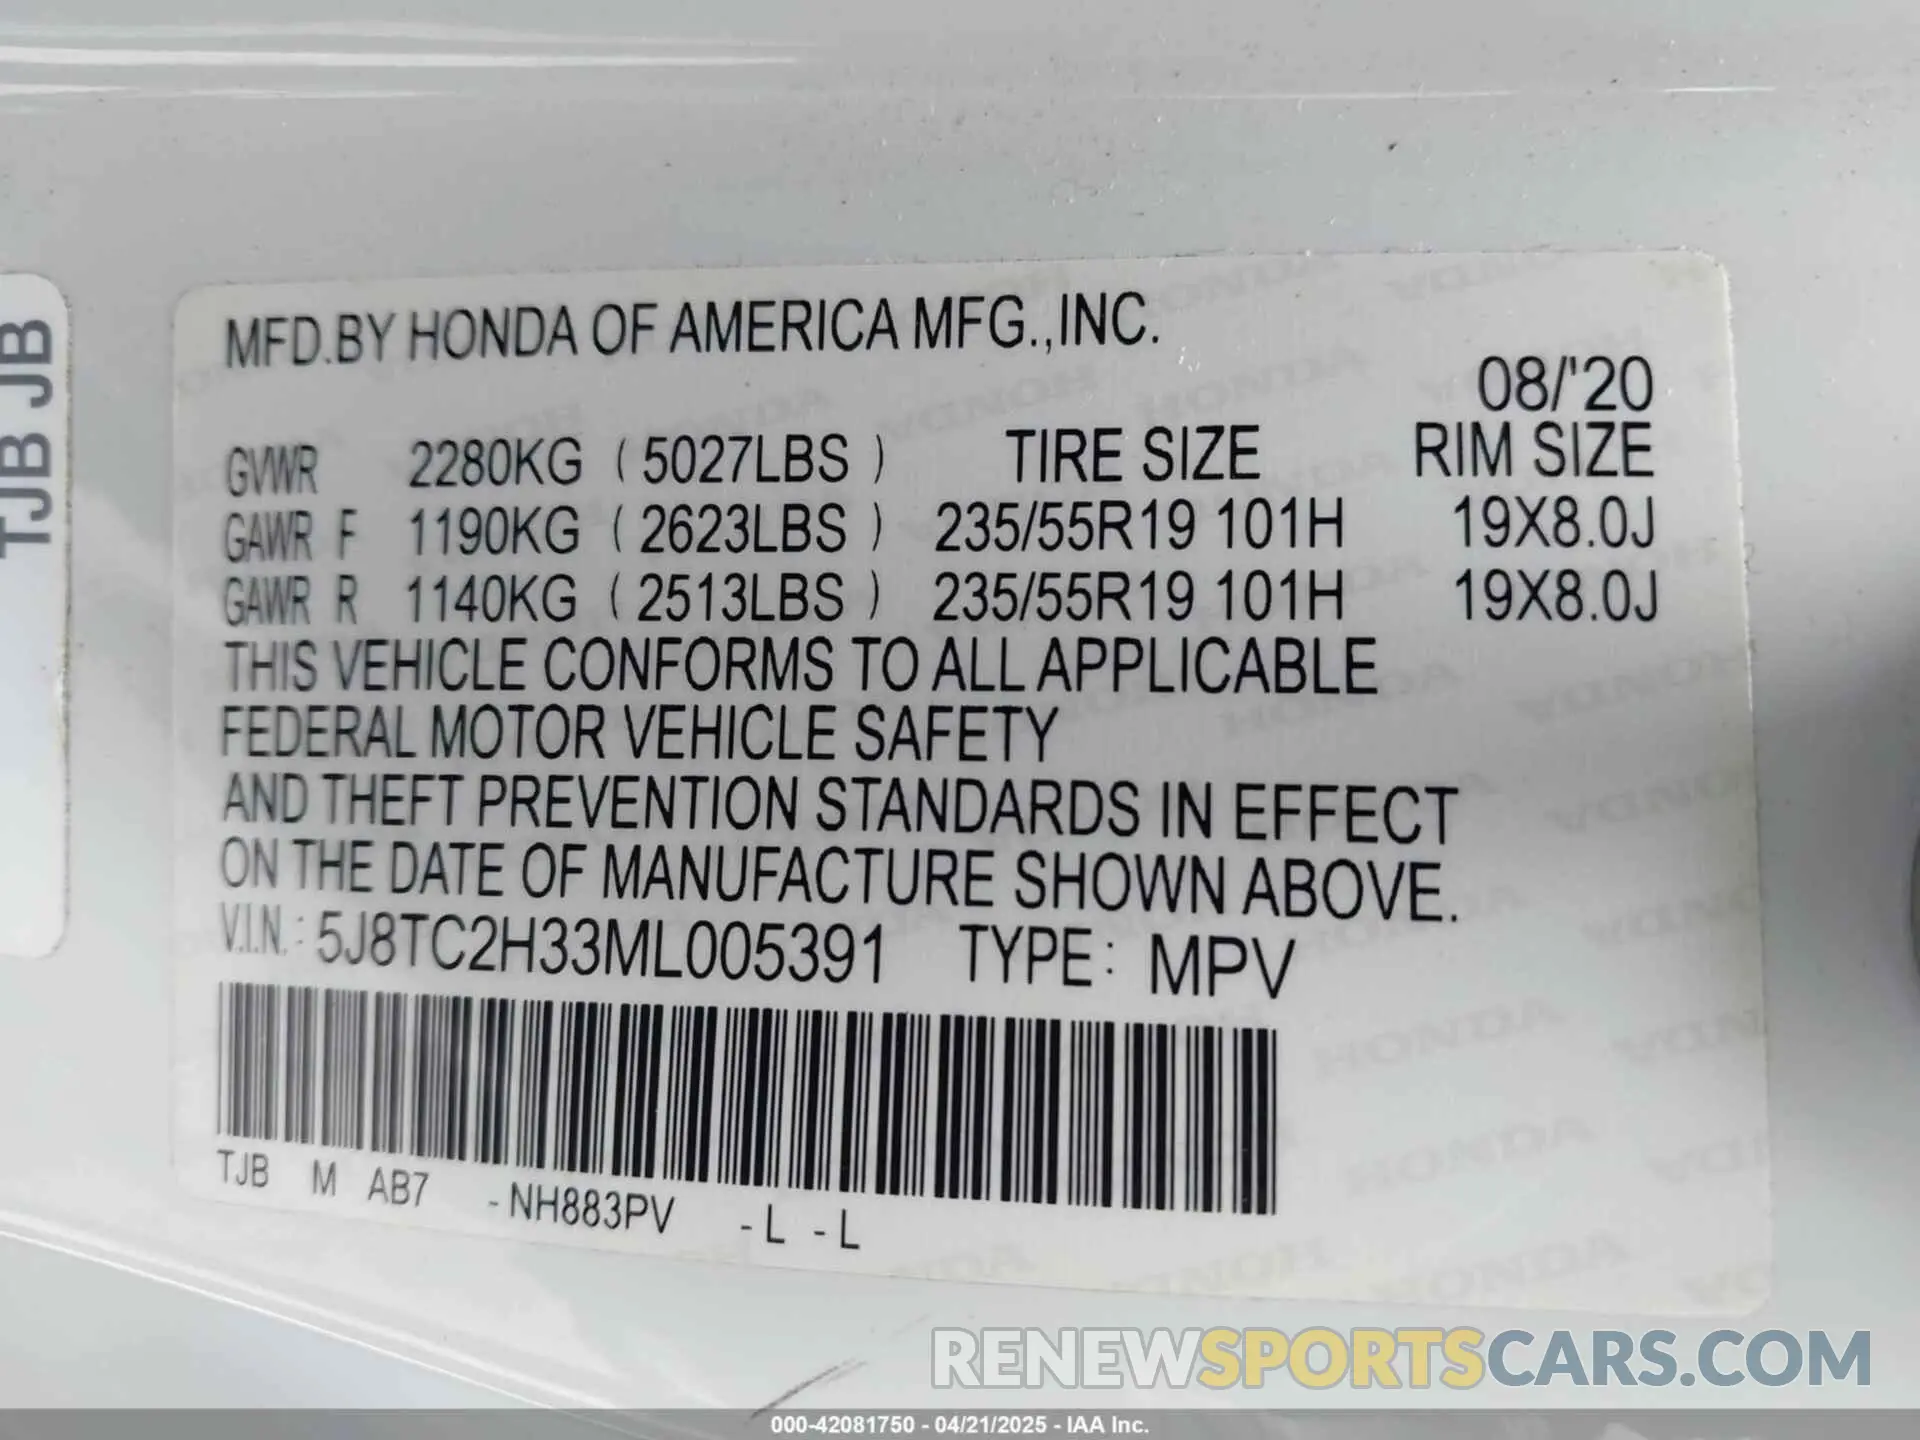 TJB JB
MFD.BY HONDA OF AMERICA MFG.,INC.
08/'20
GVWR 2280KG (5027LBS) TIRE SIZE RIM SIZE
GAWR F 1190KG (2623LBS) 235/55R19 101H 19X8.0J
GAWR R 1140KG (2513LBS) 235/55R19 101H 19X8.0J
THIS VEHICLE CONFORMS TO ALL APPLICABLE
FEDERAL MOTOR VEHICLE SAFETY
AND THEFT PREVENTION STANDARDS IN EFFECT
ON THE DATE OF MANUFACTURE SHOWN ABOVE.
V.I.N.: 5J8TC2H33ML005391 TYPE: MPV
TJB M AB7 -NH883PV -L -L
RENEWSPORTSCARS.COM
000-42081750 - 04/21/2025 - IAA Inc.